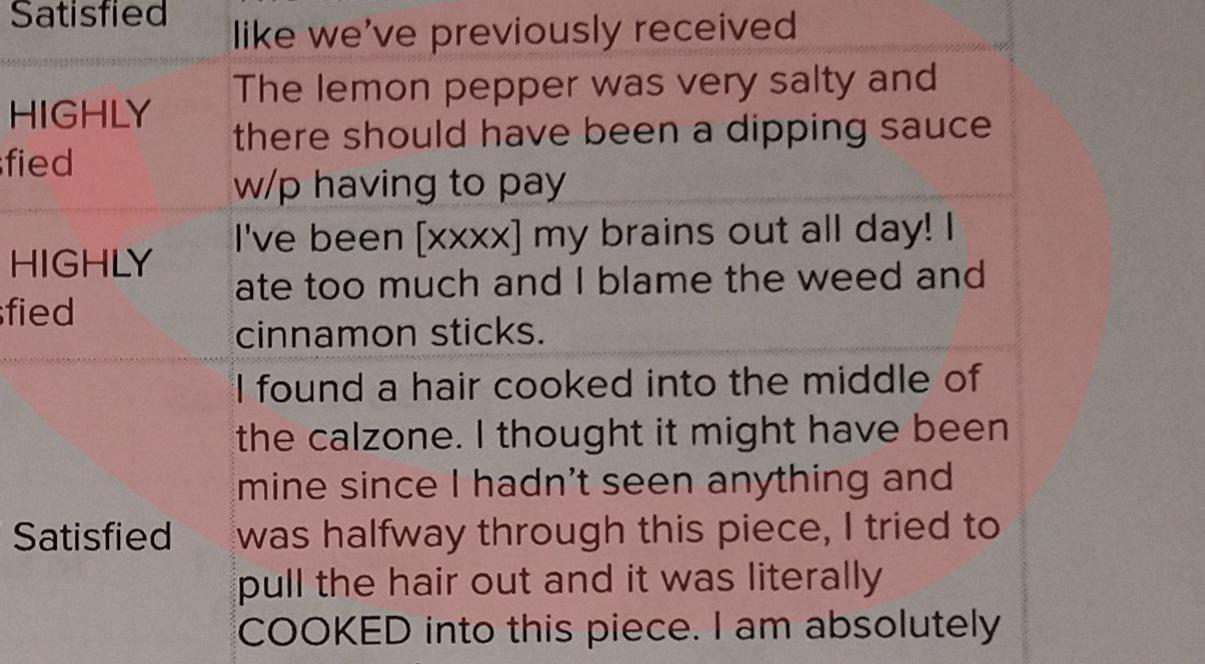 Satisfied
like we've previously received
HIGHLY
sfied
The lemon pepper was very salty and
there should have been a dipping sauce
w/p having to pay
HIGHLY
sfied
I've been [xxxx] my brains out all day! I
ate too much and I blame the weed and
cinnamon sticks.
Satisfied
I found a hair cooked into the middle of
the calzone. I thought it might have been
mine since I hadn't seen anything and
was halfway through this piece, I tried to
pull the hair out and it was literally
COOKED into this piece. I am absolutely